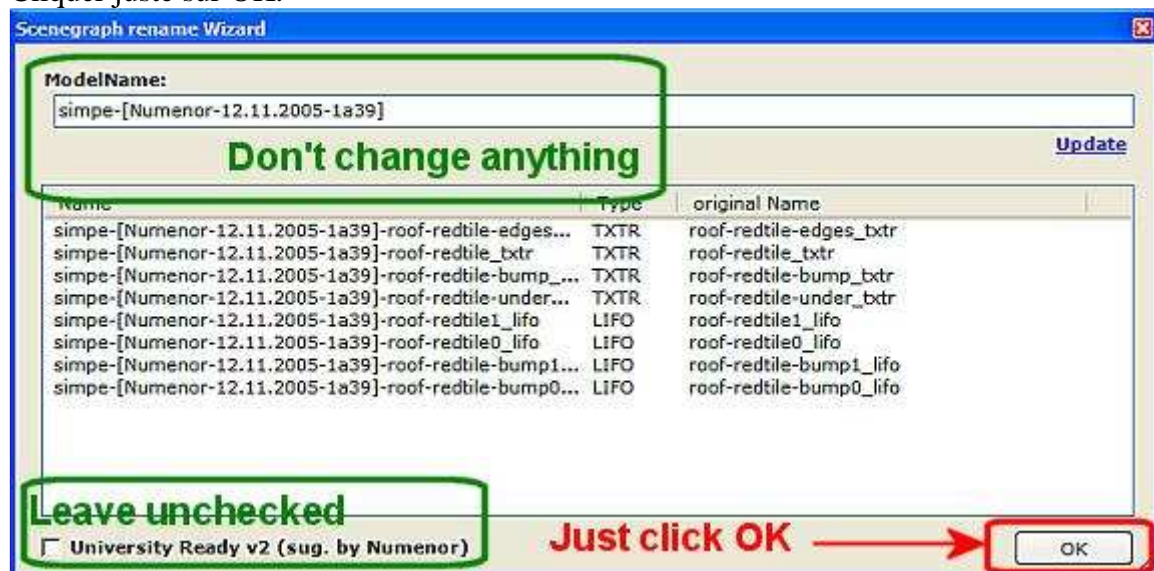 Cliquer juste sur OK.
Scenegraph rename Wizard
ModelName:
simpe-[Numenor-12.11.2005-1a39]
Update
Don't change anything
Name Type original Name
simpe-[Numenor-12.11.2005-1a39]-roof-redtile-edges... TXTR roof-redtile-edges_txtr
simpe-[Numenor-12.11.2005-1a39]-roof-redtile_txtr TXTR roof-redtile_txtr
simpe-[Numenor-12.11.2005-1a39]-roof-redtile-bump_... TXTR roof-redtile-bump_txtr
simpe-[Numenor-12.11.2005-1a39]-roof-redtile-under... TXTR roof-redtile-under_txtr
simpe-[Numenor-12.11.2005-1a39]-roof-redtile1_lifo LIFO roof-redtile1_lifo
simpe-[Numenor-12.11.2005-1a39]-roof-redtile0_lifo LIFO roof-redtile0_lifo
simpe-[Numenor-12.11.2005-1a39]-roof-redtile-bump1... LIFO roof-redtile-bump1_lifo
simpe-[Numenor-12.11.2005-1a39]-roof-redtile-bump0... LIFO roof-redtile-bump0_lifo
Leave unchecked
University Ready v2 (sug. by Numenor)
Just click OK
OK